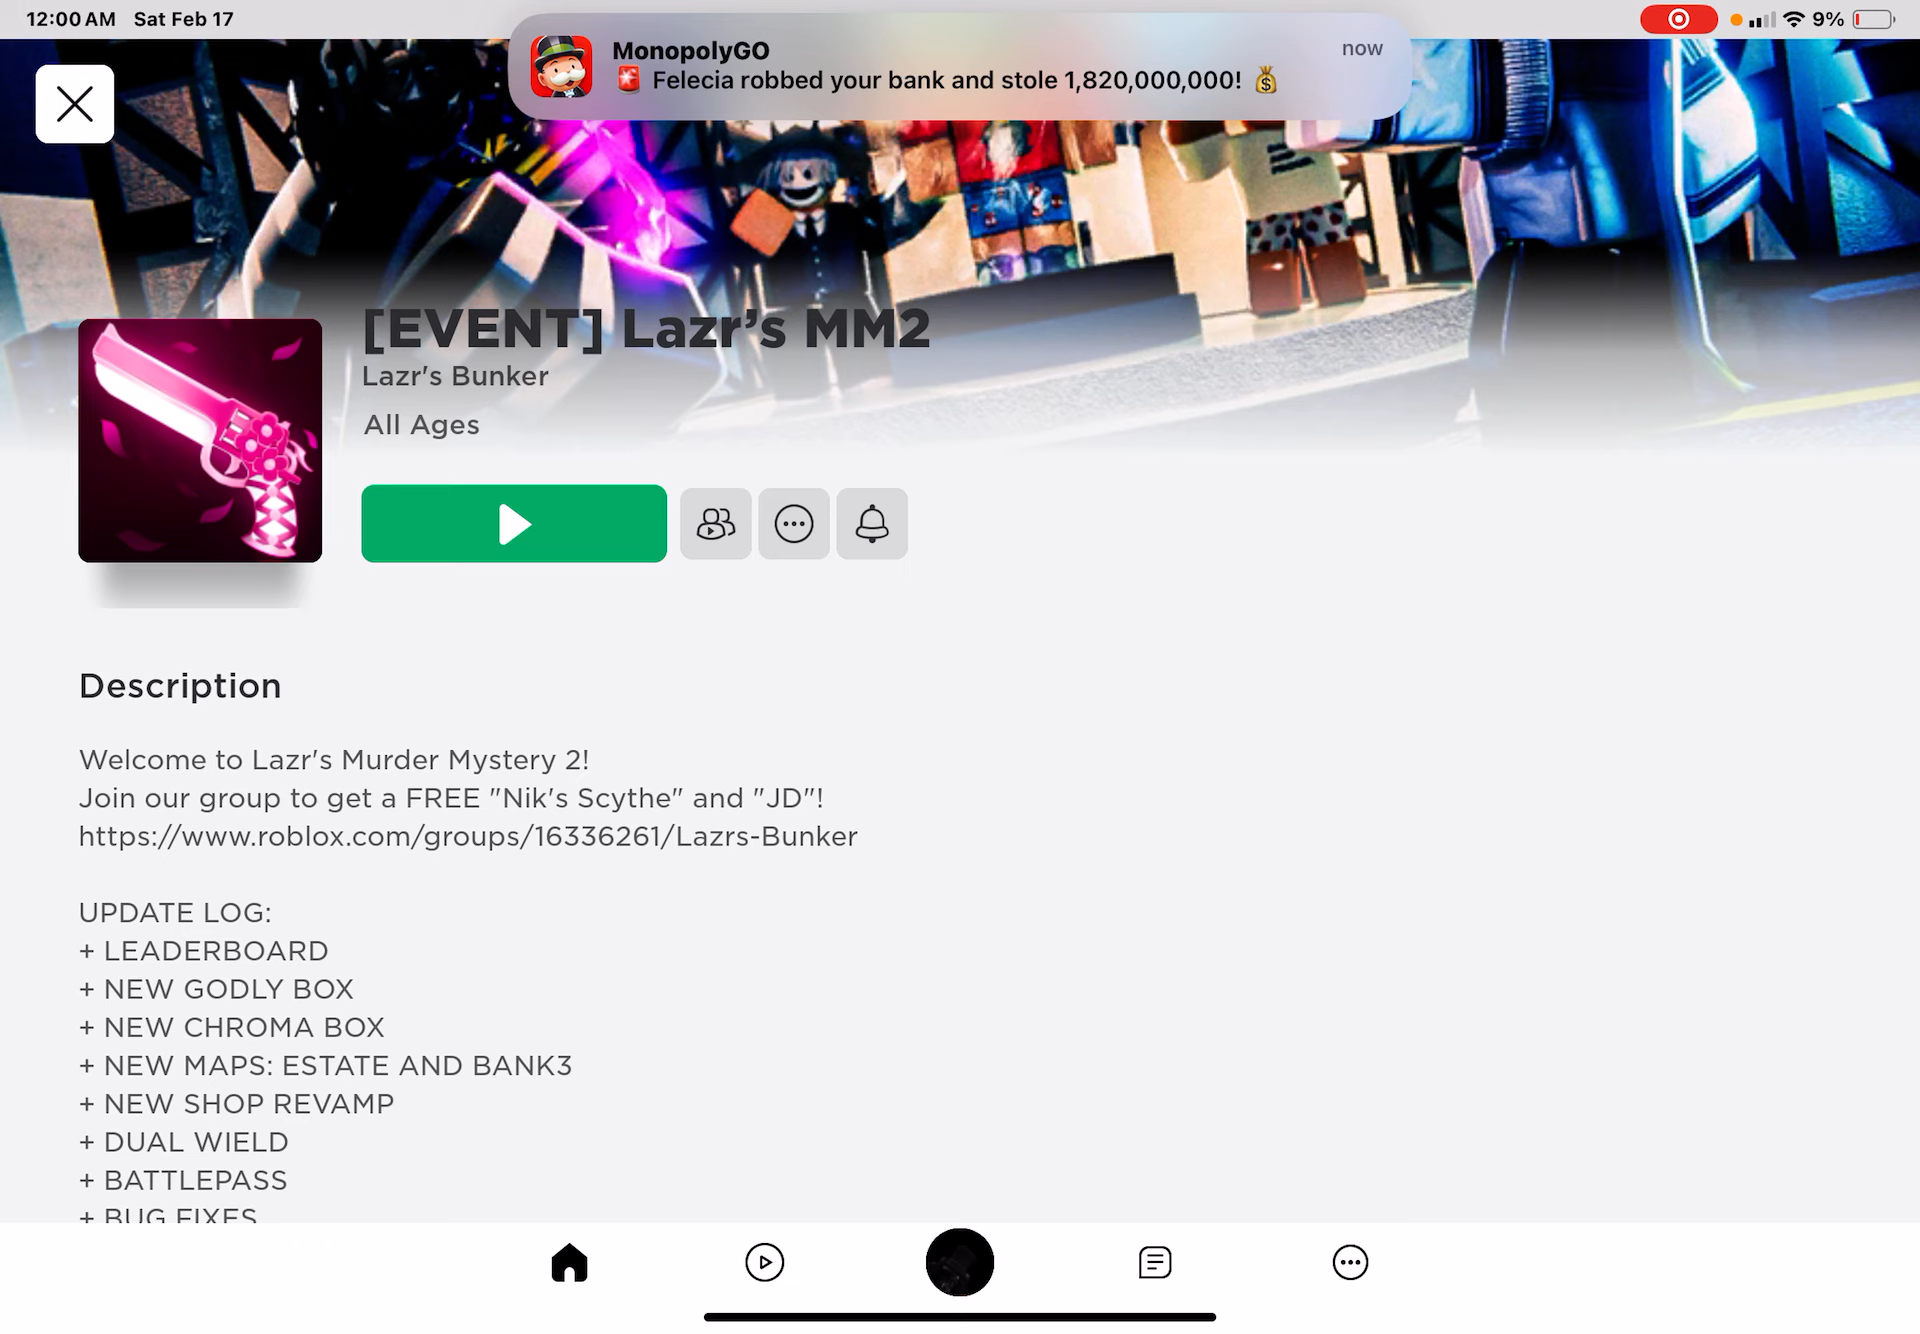 12:00 AM Sat Feb 17
9%
MonopolyGO
now
🚨 Felecia robbed your bank and stole 1,820,000,000! 💰
[EVENT] Lazr's MM2
Lazr's Bunker
All Ages
Description
Welcome to Lazr's Murder Mystery 2!
Join our group to get a FREE "Nik's Scythe" and "JD"!
https://www.roblox.com/groups/16336261/Lazrs-Bunker
UPDATE LOG:
+ LEADERBOARD
+ NEW GODLY BOX
+ NEW CHROMA BOX
+ NEW MAPS: ESTATE AND BANK3
+ NEW SHOP REVAMP
+ DUAL WIELD
+ BATTLEPASS
+ BUG FIXES